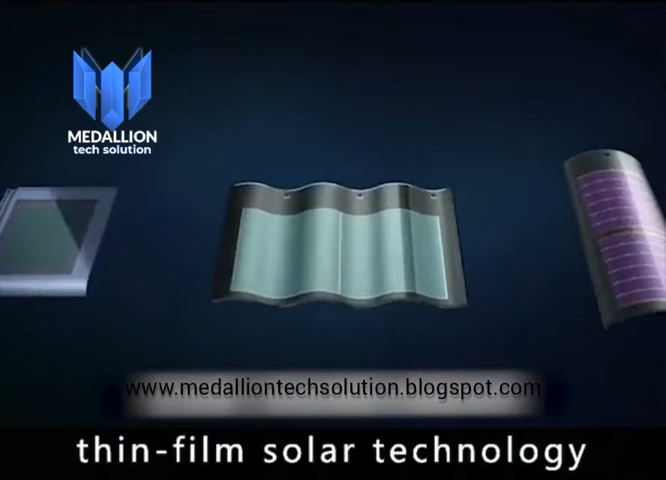 MEDALLION
tech solution
www.medalliontechsolution.blogspot.com
thin-film solar technology